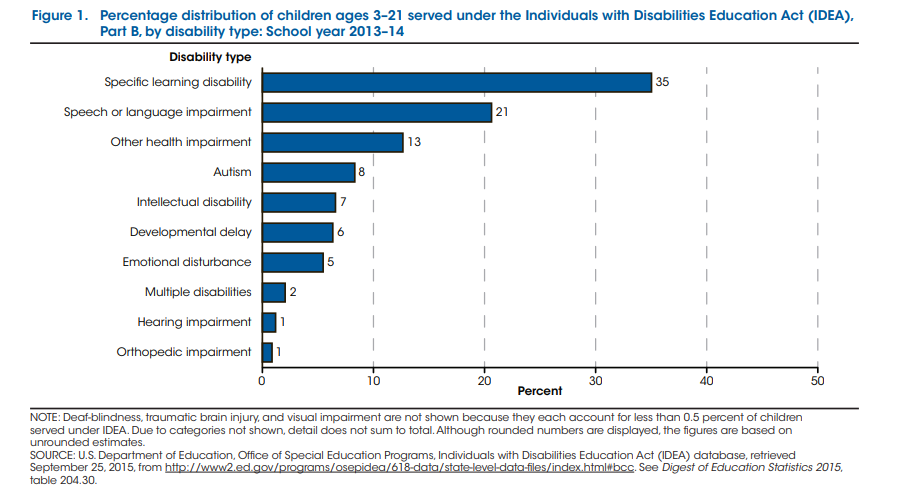 Figure 1. Percentage distribution of children ages 3–21 served under the Individuals with Disabilities Education Act (IDEA),
Part B, by disability type: School year 2013–14
Disability type
Specific learning disability 35
Speech or language impairment 21
Other health impairment 13
Autism 8
Intellectual disability 7
Developmental delay 6
Emotional disturbance 5
Multiple disabilities 2
Hearing impairment 1
Orthopedic impairment 1
0 10 20 30 40 50
Percent
NOTE: Deaf-blindness, traumatic brain injury, and visual impairment are not shown because they each account for less than 0.5 percent of children
served under IDEA. Due to categories not shown, detail does not sum to total. Although rounded numbers are displayed, the figures are based on
unrounded estimates.
SOURCE: U.S. Department of Education, Office of Special Education Programs, Individuals with Disabilities Education Act (IDEA) database, retrieved
September 25, 2015, from http://www2.ed.gov/programs/osepidea/618-data/state-level-data-files/index.html#bcc. See Digest of Education Statistics 2015,
table 204.30.